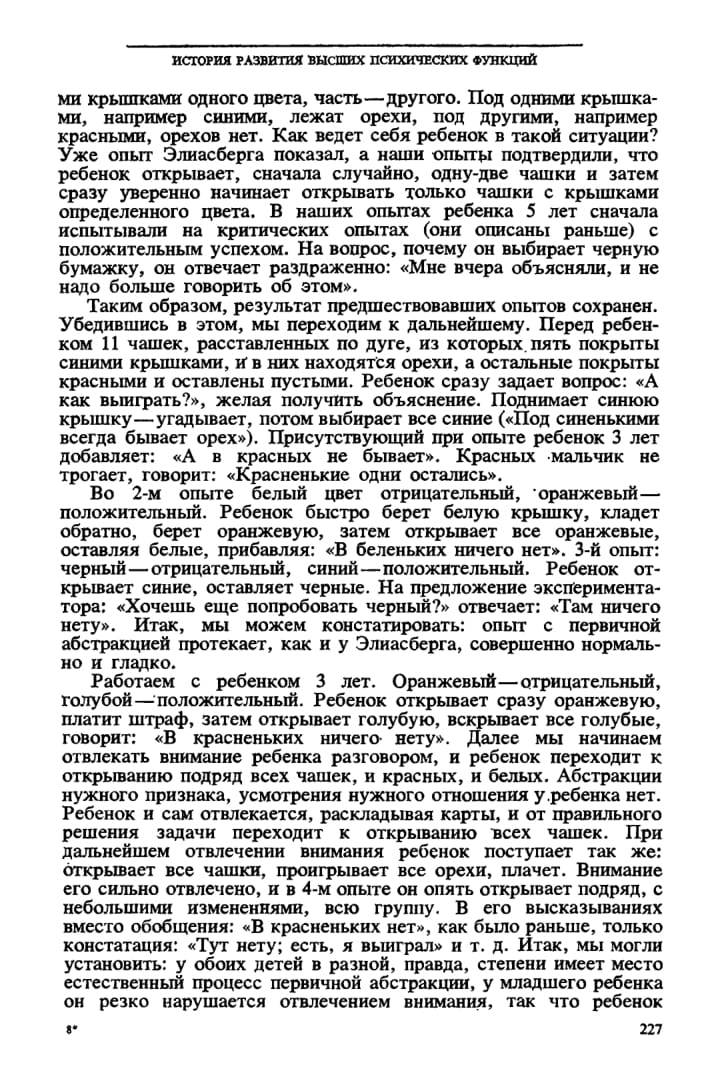 ИСТОРИЯ РАЗВИТИЯ ВЫСШИХ ПСИХИЧЕСКИХ ФУНКЦИЙ
ми крышками одного цвета, часть—другого. Под одними крышка-
ми, например синими, лежат орехи, под другими, например
красными, орехов нет. Как ведет себя ребенок в такой ситуации?
Уже опыт Элиасберга показал, а наши опыты подтвердили, что
ребенок открывает, сначала случайно, одну-две чашки и затем
сразу уверенно начинает открывать только чашки с крышками
определенного цвета. В наших опытах ребенка 5 лет сначала
испытывали на критических опытах (они описаны раньше) с
положительным успехом. На вопрос, почему он выбирает черную
бумажку, он отвечает раздраженно: «Мне вчера объясняли, и не
надо больше говорить об этом».
Таким образом, результат предшествовавших опытов сохранен.
Убедившись в этом, мы переходим к дальнейшему. Перед ребен-
ком 11 чашек, расставленных по дуге, из которых пять покрыты
синими крышками, и в них находятся орехи, а остальные покрыты
красными и оставлены пустыми. Ребенок сразу задает вопрос: «А
как выиграть?», желая получить объяснение. Поднимает синюю
крышку—угадывает, потом выбирает все синие («Под синенькими
всегда бывает орех»). Присутствующий при опыте ребенок 3 лет
добавляет: «А в красных не бывает». Красных мальчик не
трогает, говорит: «Красненькие одни остались».
Во 2-м опыте белый цвет отрицательный, оранжевый—
положительный. Ребенок быстро берет белую крышку, кладет
обратно, берет оранжевую, затем открывает все оранжевые,
оставляя белые, прибавляя: «В беленьких ничего нет». 3-й опыт:
черный—отрицательный, синий—положительный. Ребенок от-
крывает синие, оставляет черные. На предложение эксперимента-
тора: «Хочешь еще попробовать черный?» отвечает: «Там ничего
нету». Итак, мы можем констатировать: опыт с первичной
абстракцией протекает, как и у Элиасберга, совершенно нормаль-
но и гладко.
Работаем с ребенком 3 лет. Оранжевый—отрицательный,
голубой—положительный. Ребенок открывает сразу оранжевую,
платит штраф, затем открывает голубую, вскрывает все голубые,
говорит: «В красненьких ничего нету». Далее мы начинаем
отвлекать внимание ребенка разговором, и ребенок переходит к
открыванию подряд всех чашек, и красных, и белых. Абстракции
нужного признака, усмотрения нужного отношения у ребенка нет.
Ребенок и сам отвлекается, раскладывая карты, и от правильного
решения задачи переходит к открыванию всех чашек. При
дальнейшем отвлечении внимания ребенок поступает так же:
открывает все чашки, проигрывает все орехи, плачет. Внимание
его сильно отвлечено, и в 4-м опыте он опять открывает подряд, с
небольшими изменениями, всю группу. В его высказываниях
вместо обобщения: «В красненьких нет», как было раньше, только
констатация: «Тут нету; есть, я выиграл» и т. д. Итак, мы могли
установить: у обоих детей в разной, правда, степени имеет место
естественный процесс первичной абстракции, у младшего ребенка
он резко нарушается отвлечением внимания, так что ребенок
8*
227